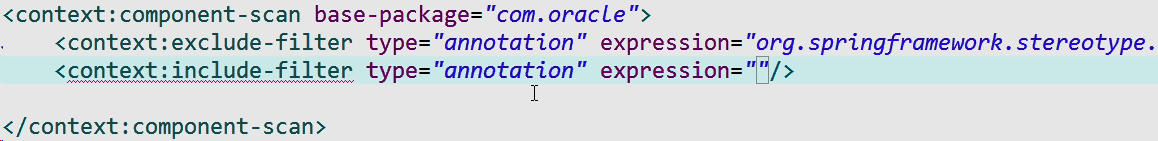 <context:component-scan base-package="com.oracle">
<context:exclude-filter type="annotation" expression="org.springframework.stereotype.
<context:include-filter type="annotation" expression=""/>
</context:component-scan>